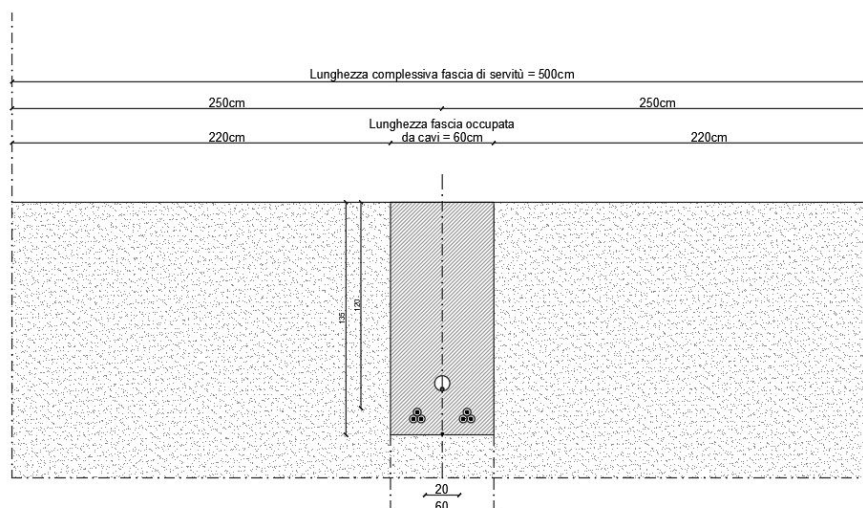 Lunghezza complessiva fascia di servitù = 500cm
250cm
250cm
Lunghezza fascia occupata
da cavi = 60cm
220cm
220cm
135
120
20
60